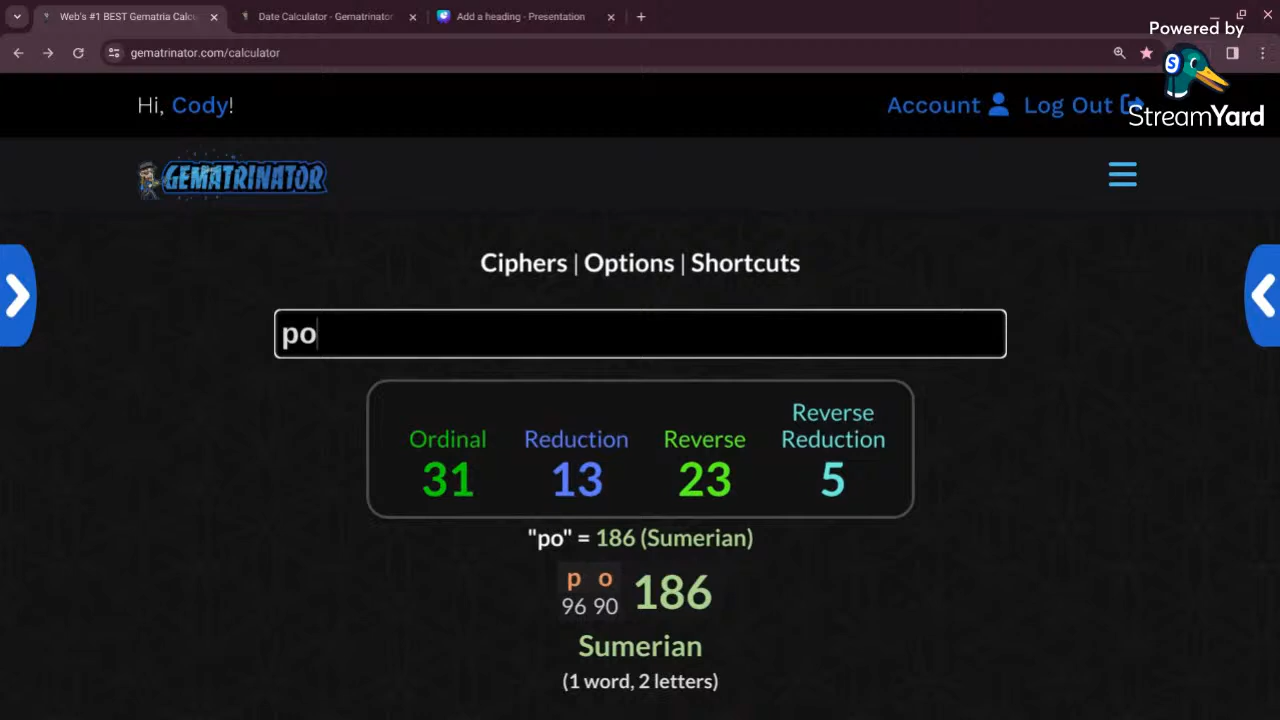 Web's #1 BEST Gematria Calcu
Date Calculator - Gematrinator
Add a heading - Presentation
gematrinator.com/calculator
Powered by
S
StreamYard
Hi, Cody!
Account
Log Out
GEMATRINATOR
Ciphers | Options | Shortcuts
po
Ordinal
31
Reduction
13
Reverse
23
Reverse
Reduction
5
"po" = 186 (Sumerian)
p o
96 90
186
Sumerian
(1 word, 2 letters)